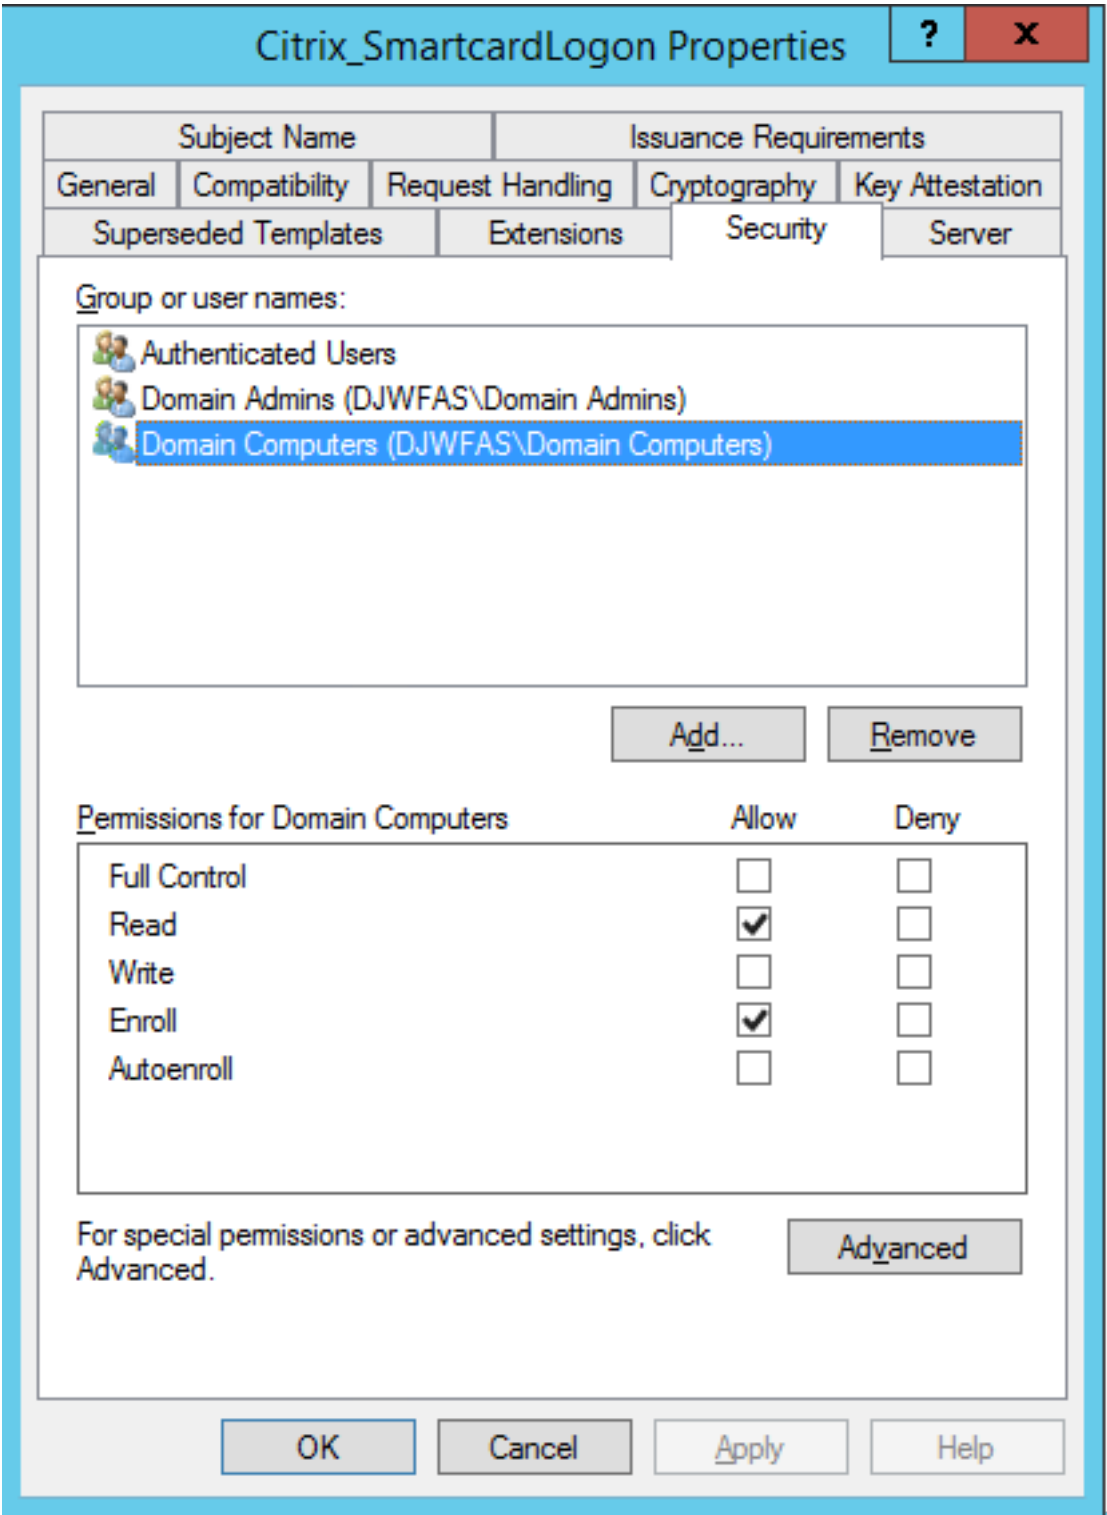 Citrix_SmartcardLogon Properties
?
x
Subject Name
Issuance Requirements
General
Compatibility
Request Handling
Cryptography
Key Attestation
Superseded Templates
Extensions
Security
Server
Group or user names:
Authenticated Users
Domain Admins (DJWFAS\Domain Admins)
Domain Computers (DJWFAS\Domain Computers)
Add...
Remove
Permissions for Domain Computers
Allow
Deny
Full Control
Read
Write
Enroll
Autoenroll
For special permissions or advanced settings, click
Advanced.
Advanced
OK
Cancel
Apply
Help